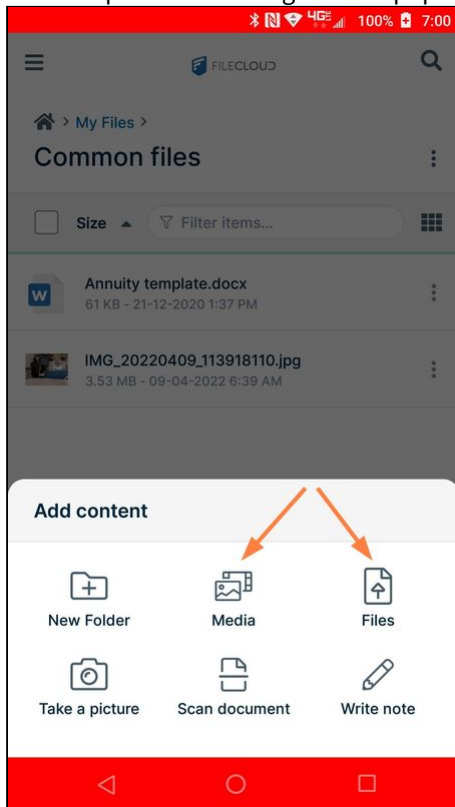 4GE 100% 7:00
FILECLOUD
> My Files >
Common files
Size Filter items...
W
Annuity template.docx
61 KB - 21-12-2020 1:37 PM
IMG_20220409_113918110.jpg
3.53 MB - 09-04-2022 6:39 AM
Add content
New Folder Media Files
Take a picture Scan document Write note